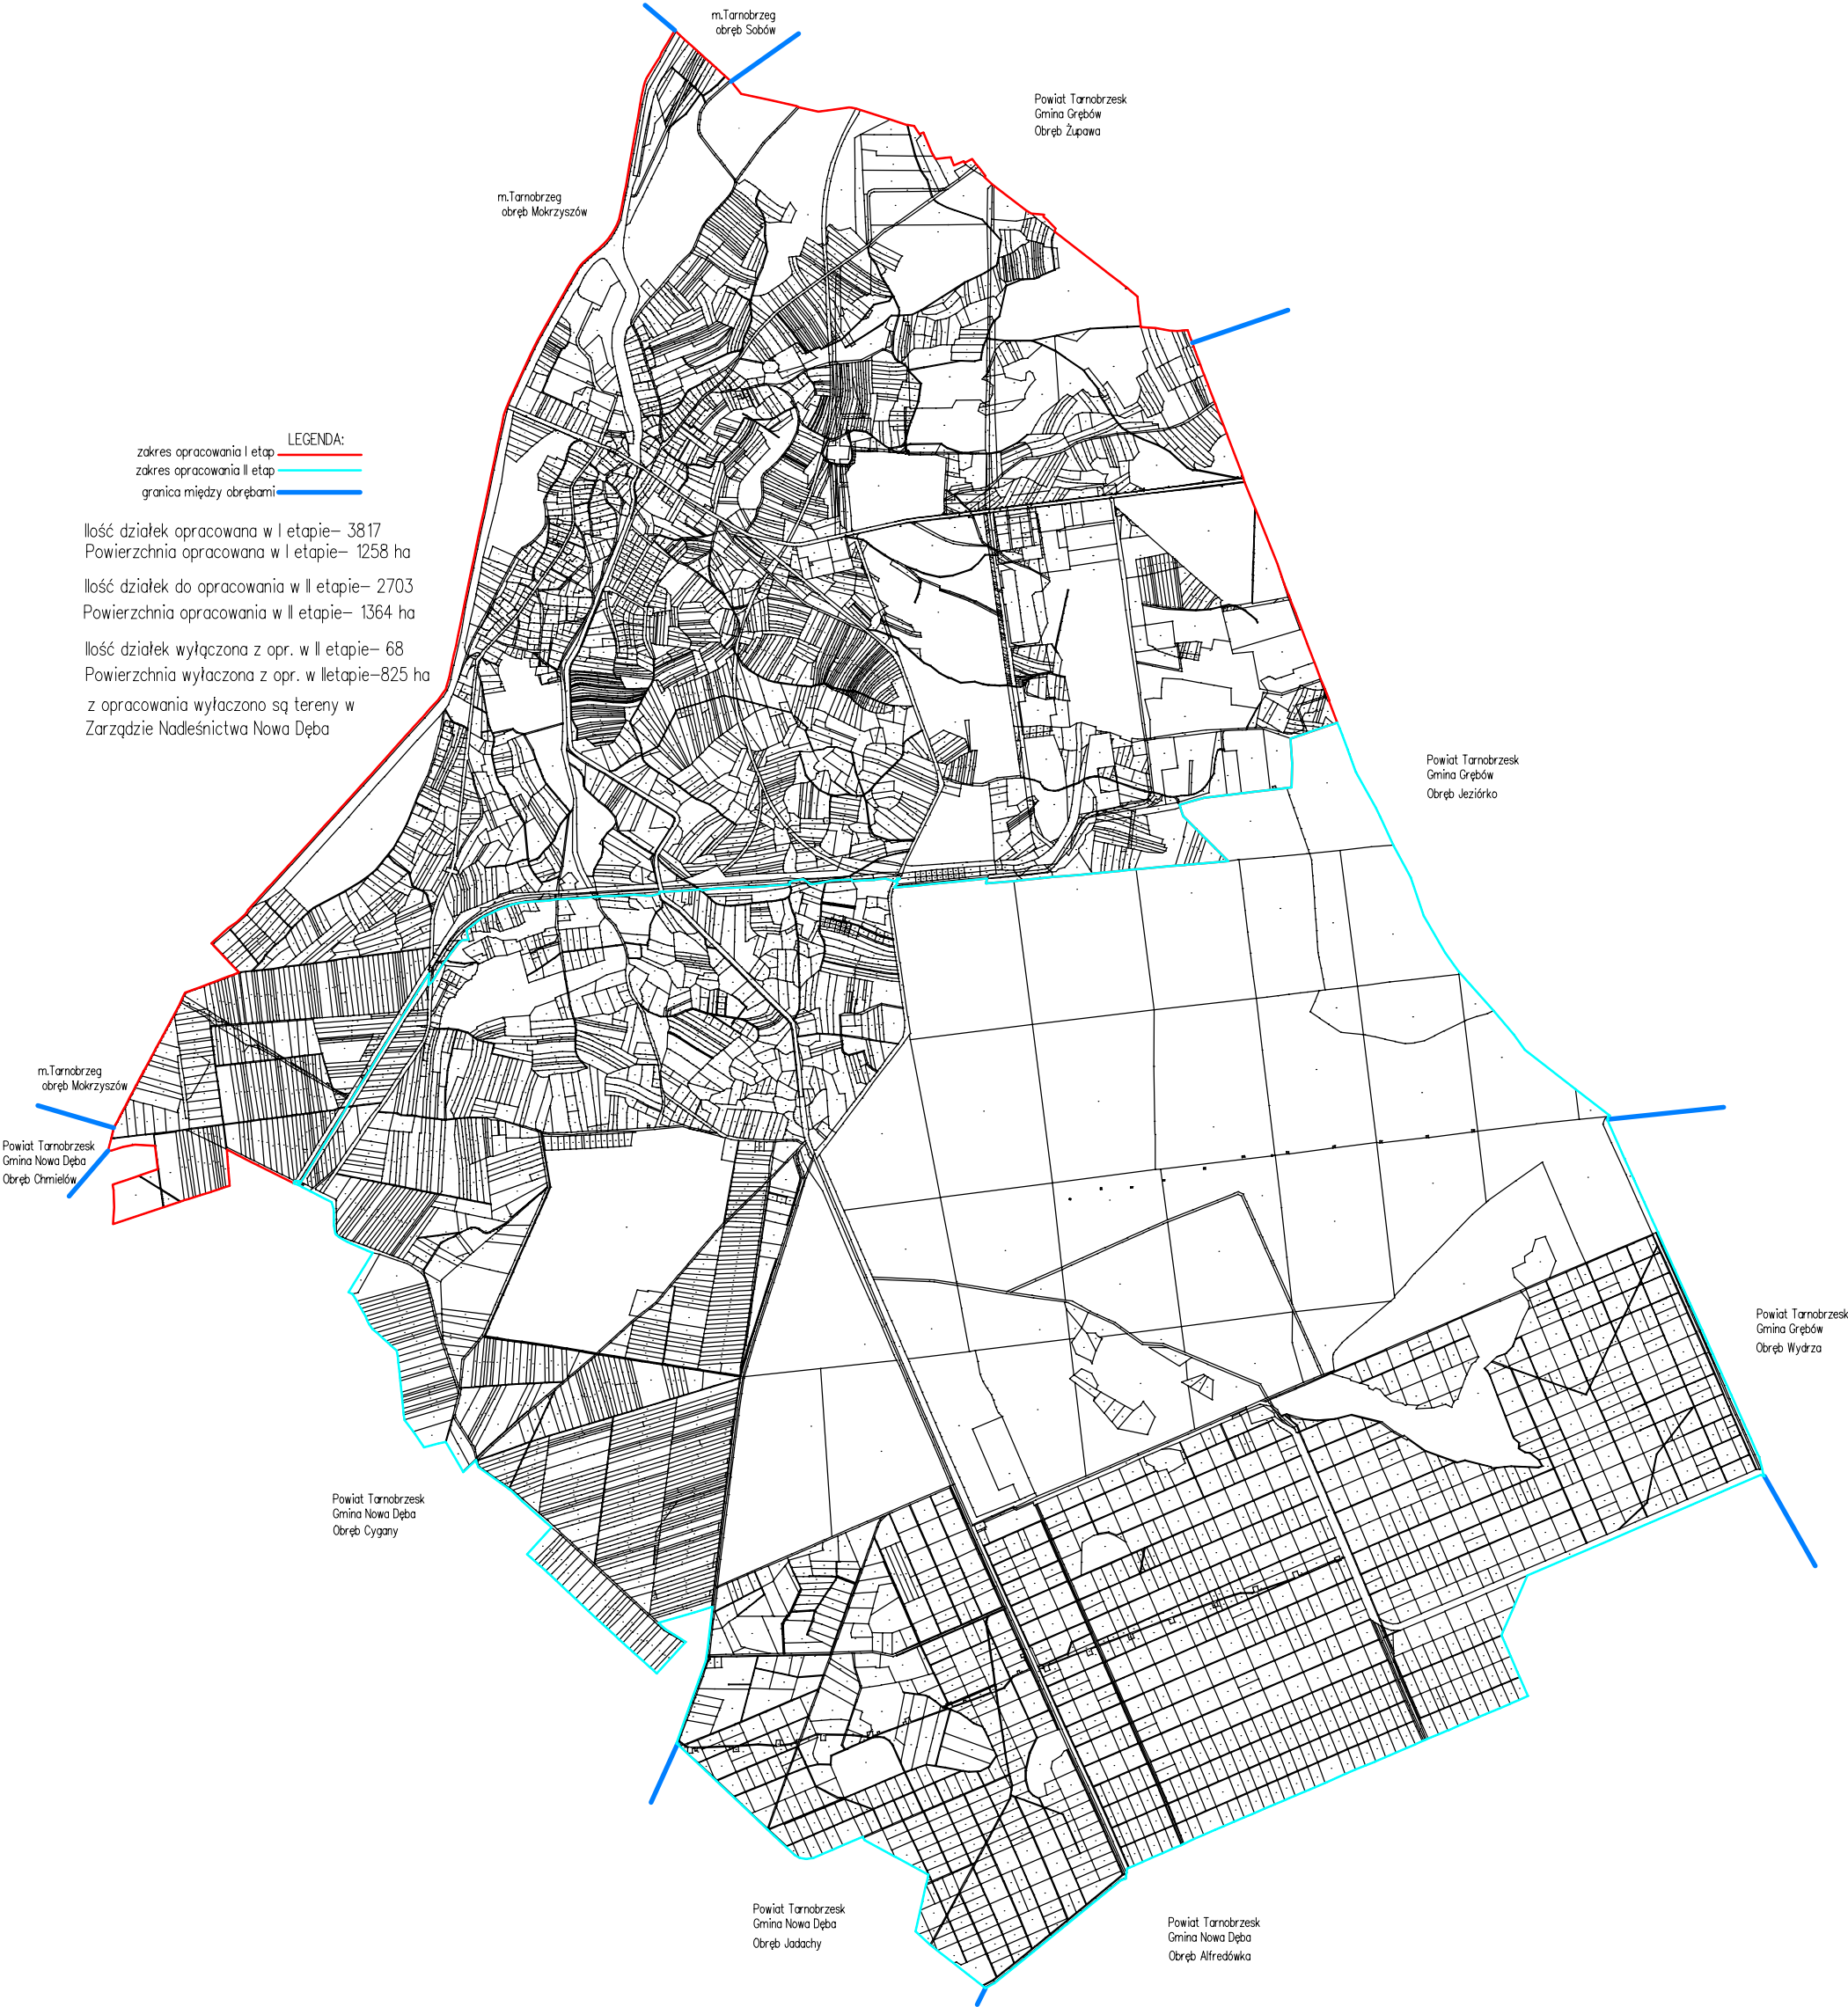 m.Tarnobrzeg
obręb Sobów
Powiat Tarnobrzesk
Gmina Grębów
Obręb Żupawa
m.Tarnobrzeg
obręb Mokrzyszów
LEGENDA:
zakres opracowania I etap
zakres opracowania II etap
granica między obrębami
Ilość działek opracowana w I etapie– 3817
Powierzchnia opracowana w I etapie– 1258 ha
Ilość działek do opracowania w II etapie– 2703
Powierzchnia opracowania w II etapie– 1364 ha
Ilość działek wyłączona z opr. w II etapie– 68
Powierzchnia wyłączona z opr. w IIetapie–825 ha
z opracowania wyłaczono są tereny w
Zarządzie Nadleśnictwa Nowa Dęba
Powiat Tarnobrzesk
Gmina Grębów
Obręb Jeziórko
m.Tarnobrzeg
obręb Mokrzyszów
Powiat Tarnobrzesk
Gmina Nowa Dęba
Obręb Chmielów
Powiat Tarnobrzesk
Gmina Grębów
Obręb Wydrza
Powiat Tarnobrzesk
Gmina Nowa Dęba
Obręb Cygany
Powiat Tarnobrzesk
Gmina Nowa Dęba
Obręb Jadachy
Powiat Tarnobrzesk
Gmina Nowa Dęba
Obręb Alfredówka